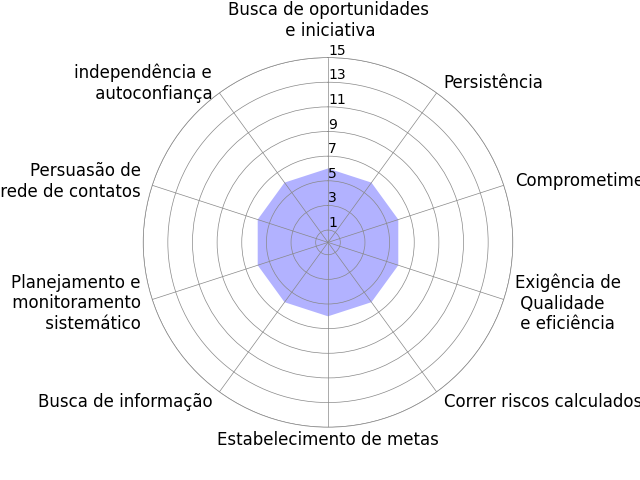 Busca de oportunidades
e iniciativa
15
13
11
9
7
5
3
1
Persistência
Comprometime
Exigência de
Qualidade
e eficiência
Correr riscos calculados
Estabelecimento de metas
Busca de informação
Planejamento e
monitoramento
sistemático
Persuasão de
rede de contatos
independência e
autoconfiança